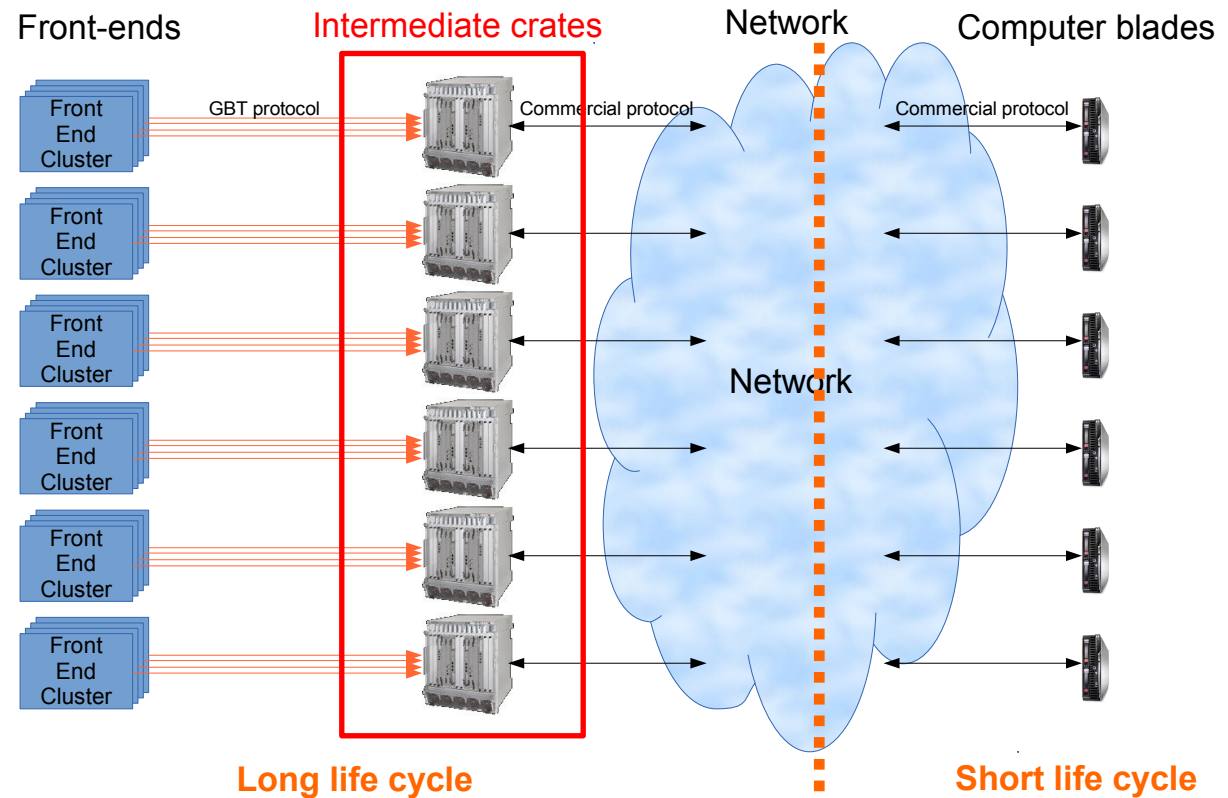 Front-ends
Intermediate crates
Network
Computer blades
Front
End
Cluster
GBT protocol
Commercial protocol
Commercial protocol
Front
End
Cluster
Front
End
Cluster
Network
Front
End
Cluster
Front
End
Cluster
Front
End
Cluster
Long life cycle
Short life cycle